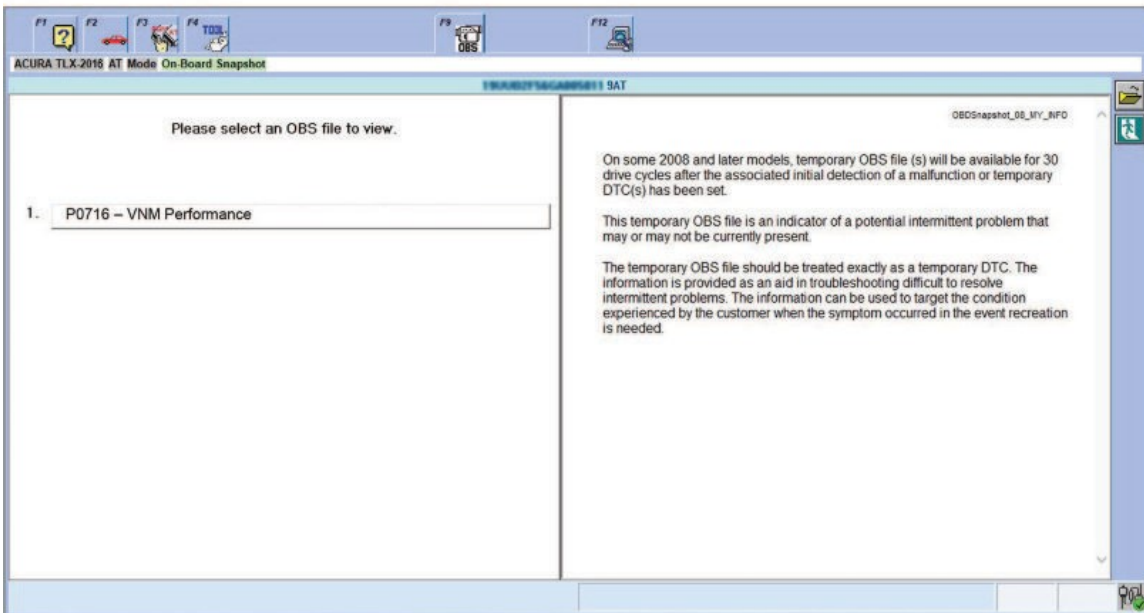 F1 F2 F3 F4 TOOL F9 OBS F12
ACURA TLX-2016 AT Mode On-Board Snapshot
9AT
Please select an OBS file to view.
1. P0716 – VNM Performance
OBDSnapshot_08_MY_INFO
On some 2008 and later models, temporary OBS file (s) will be available for 30
drive cycles after the associated initial detection of a malfunction or temporary
DTC(s) has been set.
This temporary OBS file is an indicator of a potential intermittent problem that
may or may not be currently present.
The temporary OBS file should be treated exactly as a temporary DTC. The
information is provided as an aid in troubleshooting difficult to resolve
intermittent problems. The information can be used to target the condition
experienced by the customer when the symptom occurred in the event recreation
is needed.